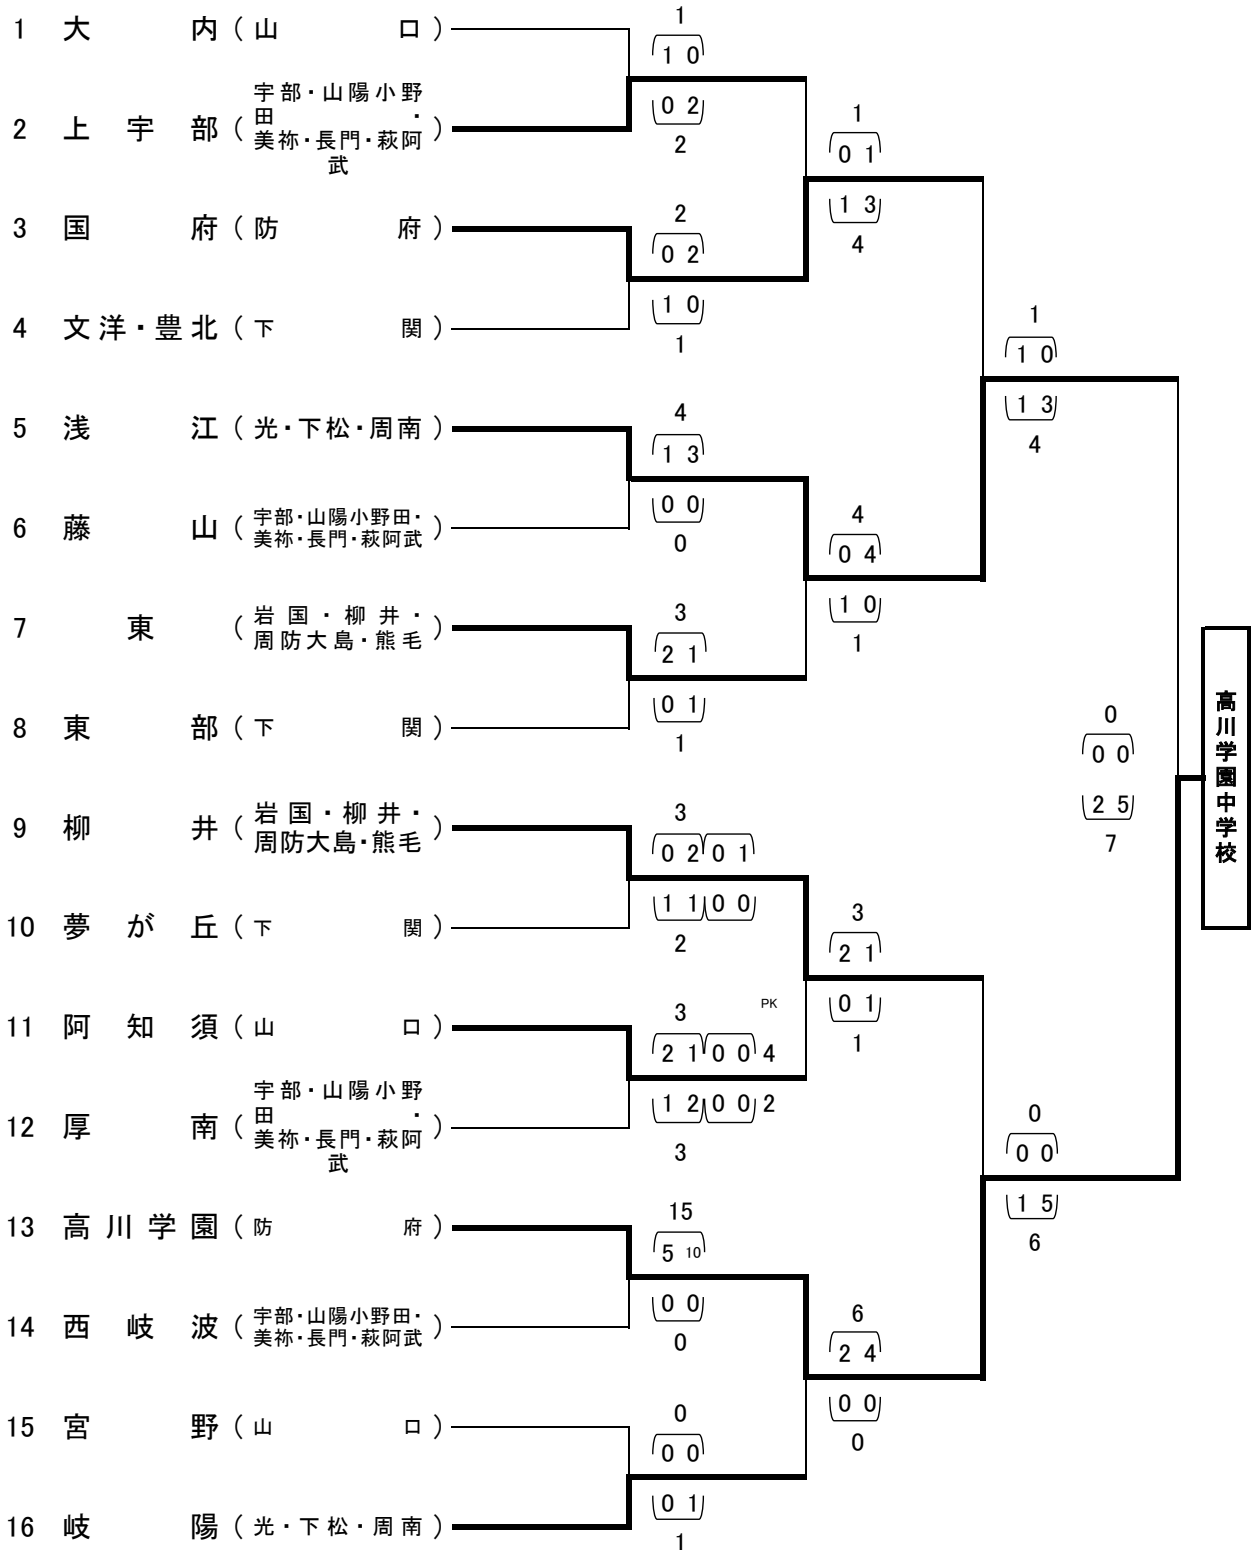 1 大内(山口)
1
1 0
0 2
2
2 上宇部(宇部・山陽小野
田・
美祢・長門・萩阿
武)
1
0 1
1 3
4
3 国府(防府)
2
0 2
1 0
1
4 文洋・豊北(下関)
1
1 0
1 3
4
5 浅江(光・下松・周南)
4
1 3
0 0
0
6 藤山(宇部・山陽小野田・
美祢・長門・萩阿武)
4
0 4
1 0
1
7 東(岩国・柳井・
周防大島・熊毛)
3
2 1
0 1
1
8 東部(下関)
0
0 0
2 5
7
高川学園中学校
9 柳井(岩国・柳井・
周防大島・熊毛)
3
0 2 0 1
1 1 0 0
2
10 夢が丘(下関)
3
2 1
0 1
1
11 阿知須(山口)
3
PK
2 1 0 0 4
1 2 0 0 2
3
12 厚南(宇部・山陽小野
田・
美祢・長門・萩阿
武)
0
0 0
1 5
6
13 高川学園(防府)
15
5 10
0 0
0
14 西岐波(宇部・山陽小野田・
美祢・長門・萩阿武)
6
2 4
0 0
0
15 宮野(山口)
0
0 0
0 1
1
16 岐陽(光・下松・周南)